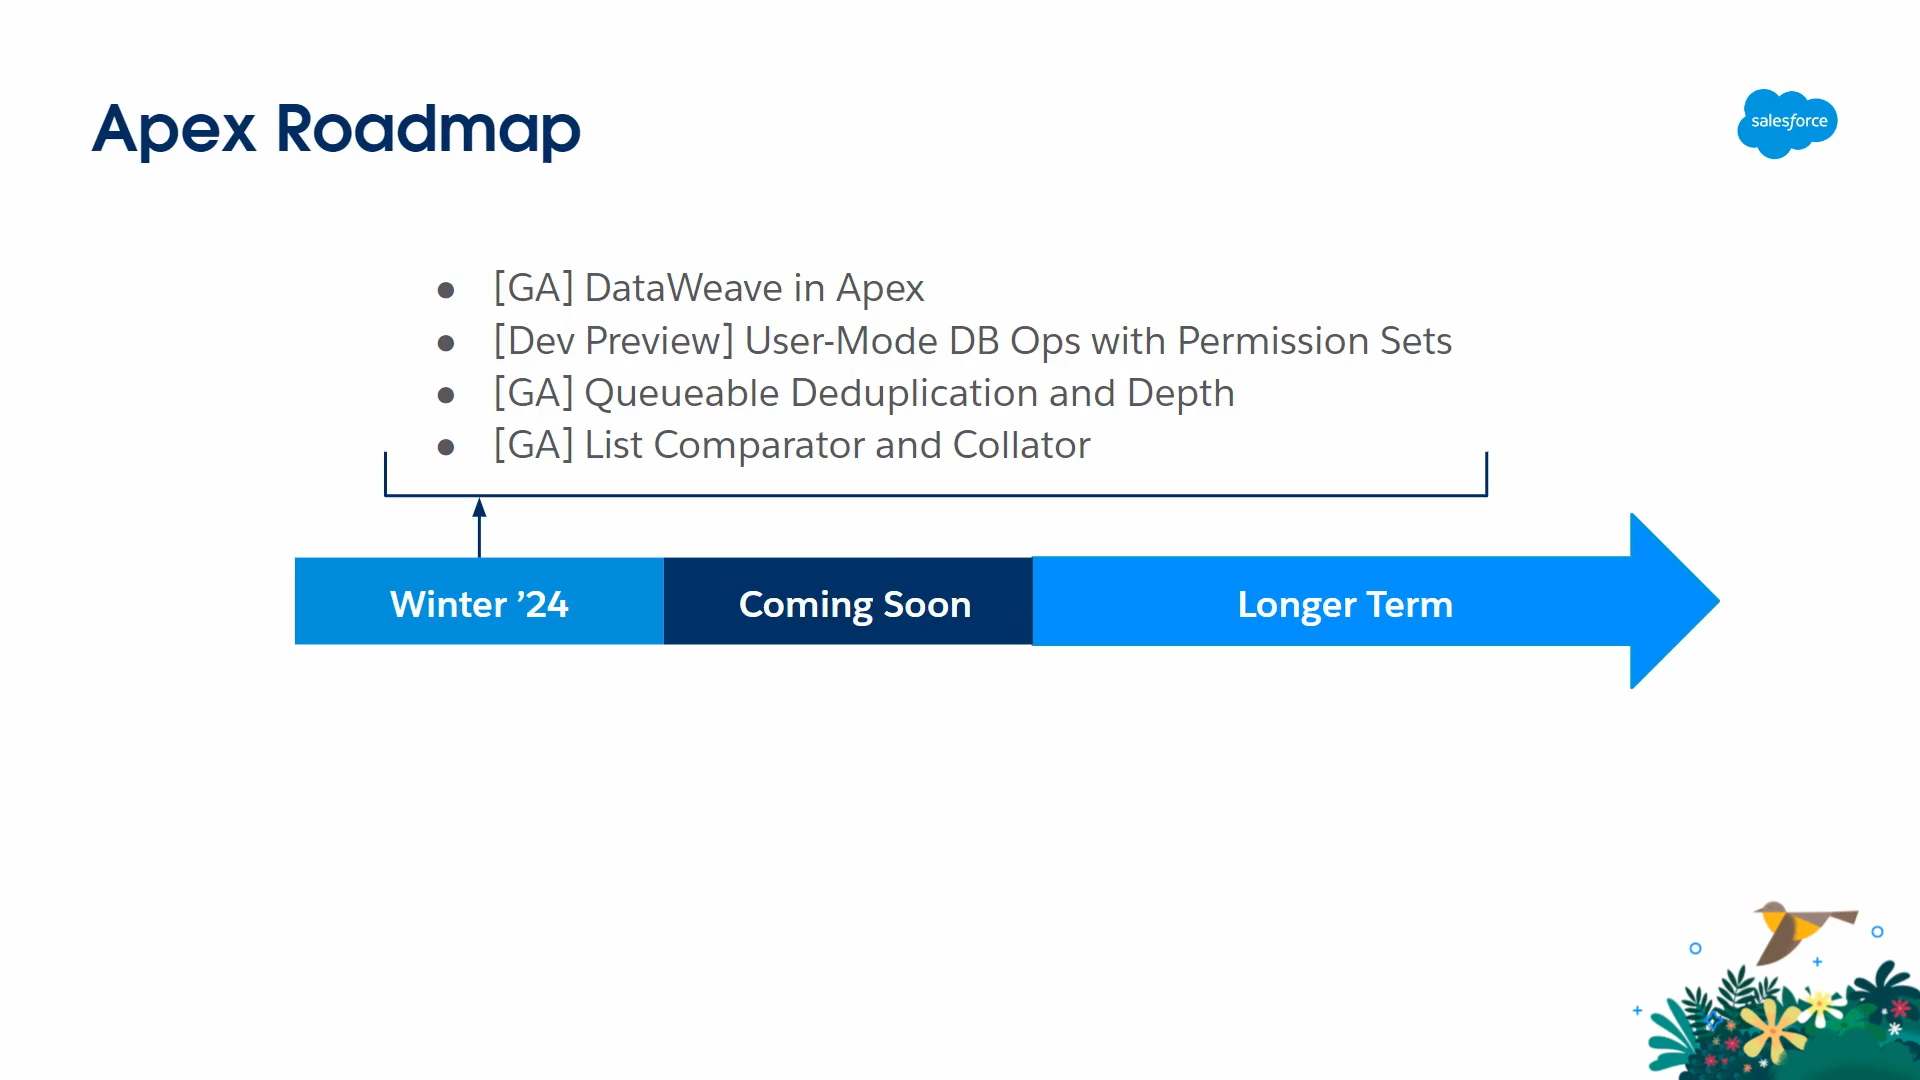 Apex Roadmap
salesforce
● [GA] DataWeave in Apex
● [Dev Preview] User-Mode DB Ops with Permission Sets
● [GA] Queueable Deduplication and Depth
● [GA] List Comparator and Collator
Winter ’24
Coming Soon
Longer Term